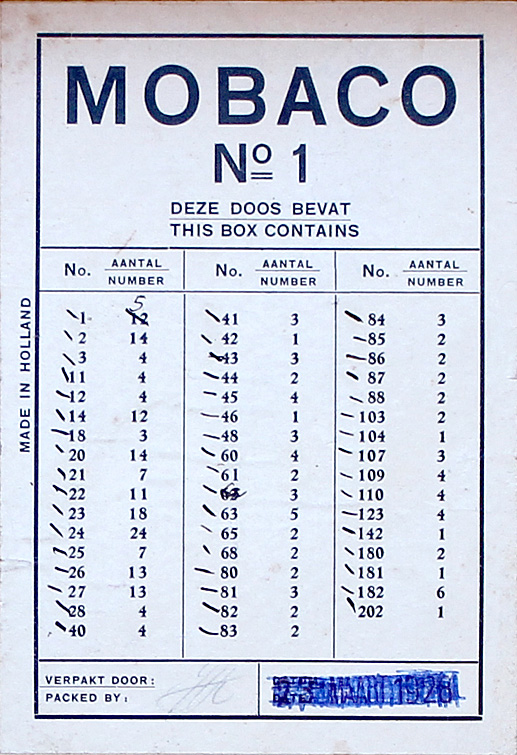 MOBACO
No 1
DEZE DOOS BEVAT
THIS BOX CONTAINS
MADE IN HOLLAND
No. AANTAL NUMBER No. AANTAL NUMBER No. AANTAL NUMBER
5
1 12 41 3 84 3
2 14 42 1 85 2
3 4 43 3 86 2
11 4 44 2 87 2
12 4 45 4 88 2
14 12 46 1 103 2
18 3 48 3 104 1
20 14 60 4 107 3
21 7 61 2 109 4
22 11 3 110 4
23 18 63 5 123 4
24 24 65 2 142 1
25 7 68 2 180 2
26 13 80 2 181 1
27 13 81 3 182 6
28 4 82 2 202 1
40 4 83 2
VERPAKT DOOR:
PACKED BY:
MAART 1926